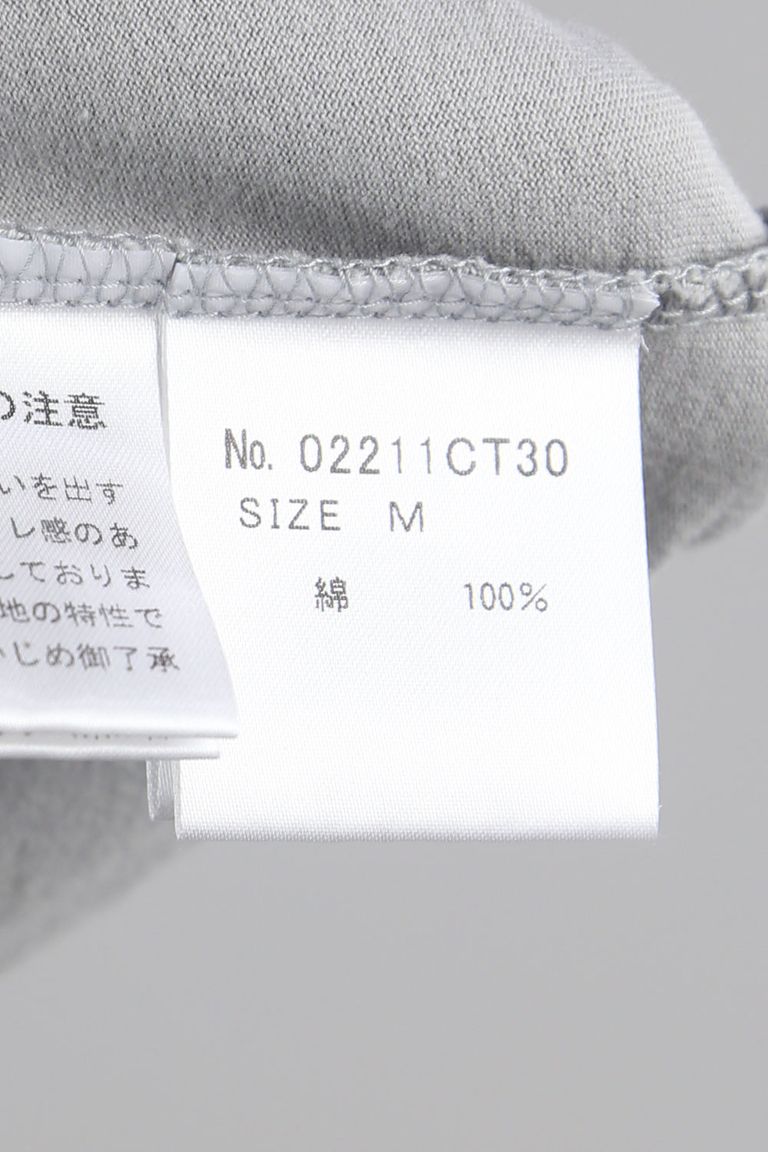 の注意
いを出す
レ感のあ
しておりま
地の特性で
かじめ御了承
No. 02211CT30
SIZE M
綿 100%